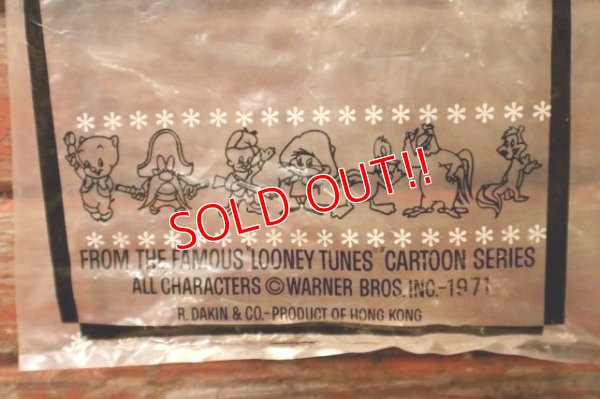 SOLD OUT!!
FROM THE FAMOUS "LOONEY TUNES" CARTOON SERIES
ALL CHARACTERS ©WARNER BROS. INC.-1971
R. DAKIN & CO.-PRODUCT OF HONG KONG